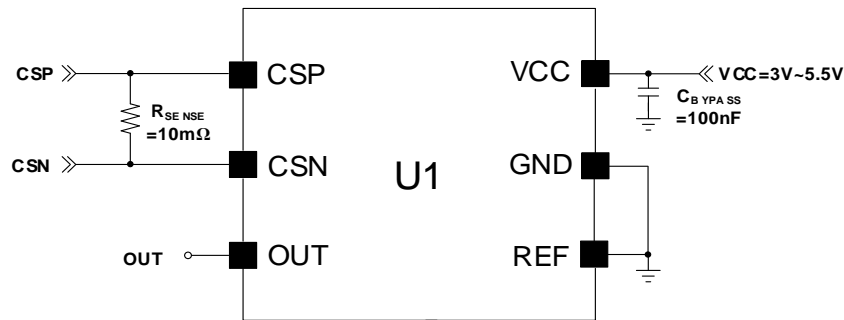 CSP
CSP
VCC
VCC=3V~5.5V
RSENSE
=10mΩ
CBYPASS
=100nF
CSN
CSN
U1
GND
OUT
OUT
REF